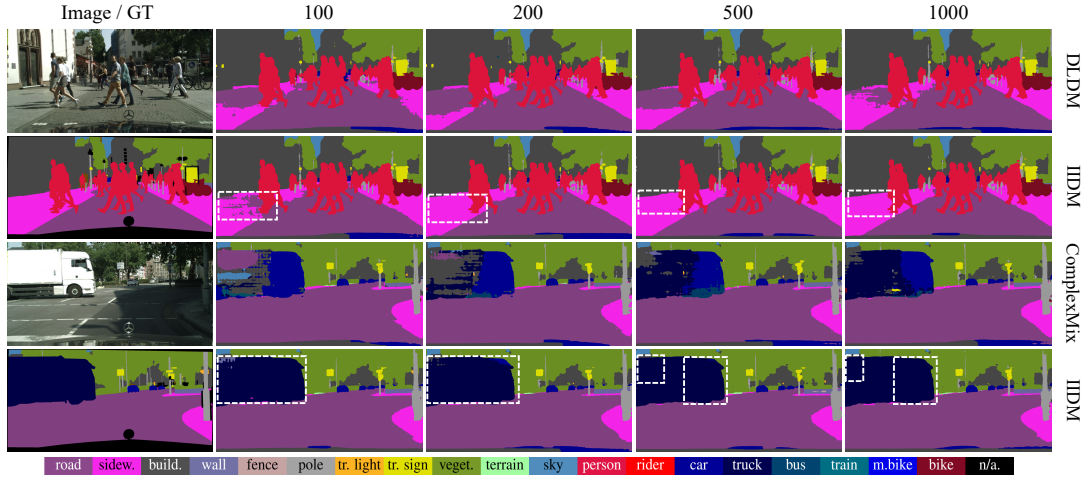 Image / GT 100 200 500 1000
DLDM
IIDM
ComplexMix
IIDM
road sidew. build. wall fence pole tr. light tr. sign veget. terrain sky person rider car truck bus train m.bike bike n/a.